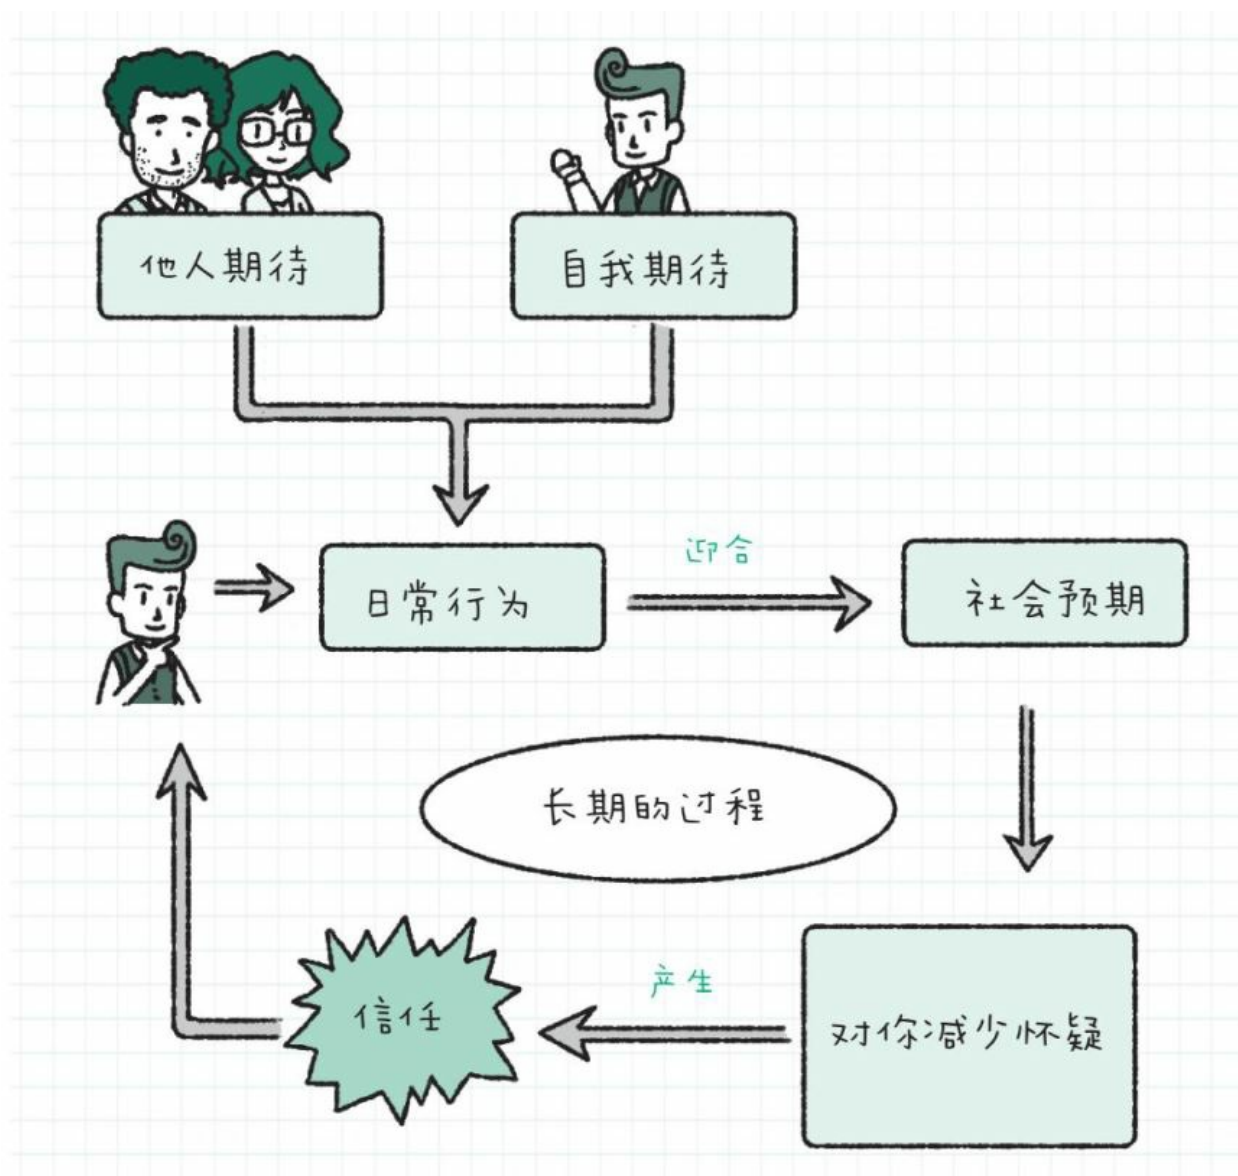 他人期待
自我期待
日常行为
迎合
社会预期
长期的过程
信任
产生
对你减少怀疑